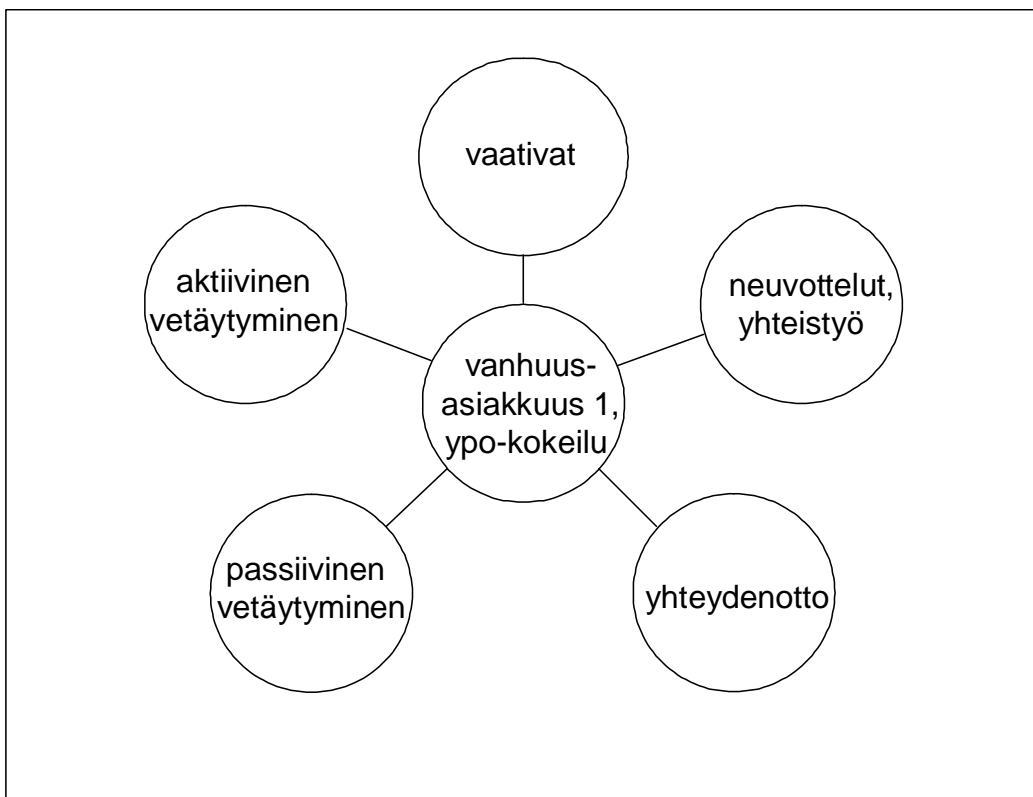 vaativat
aktiivinen
vetäytyminen
neuvottelut,
yhteistyö
vanhuus-
asiakkuus 1,
ypo-kokeilu
passiivinen
vetäytyminen
yhteydenotto